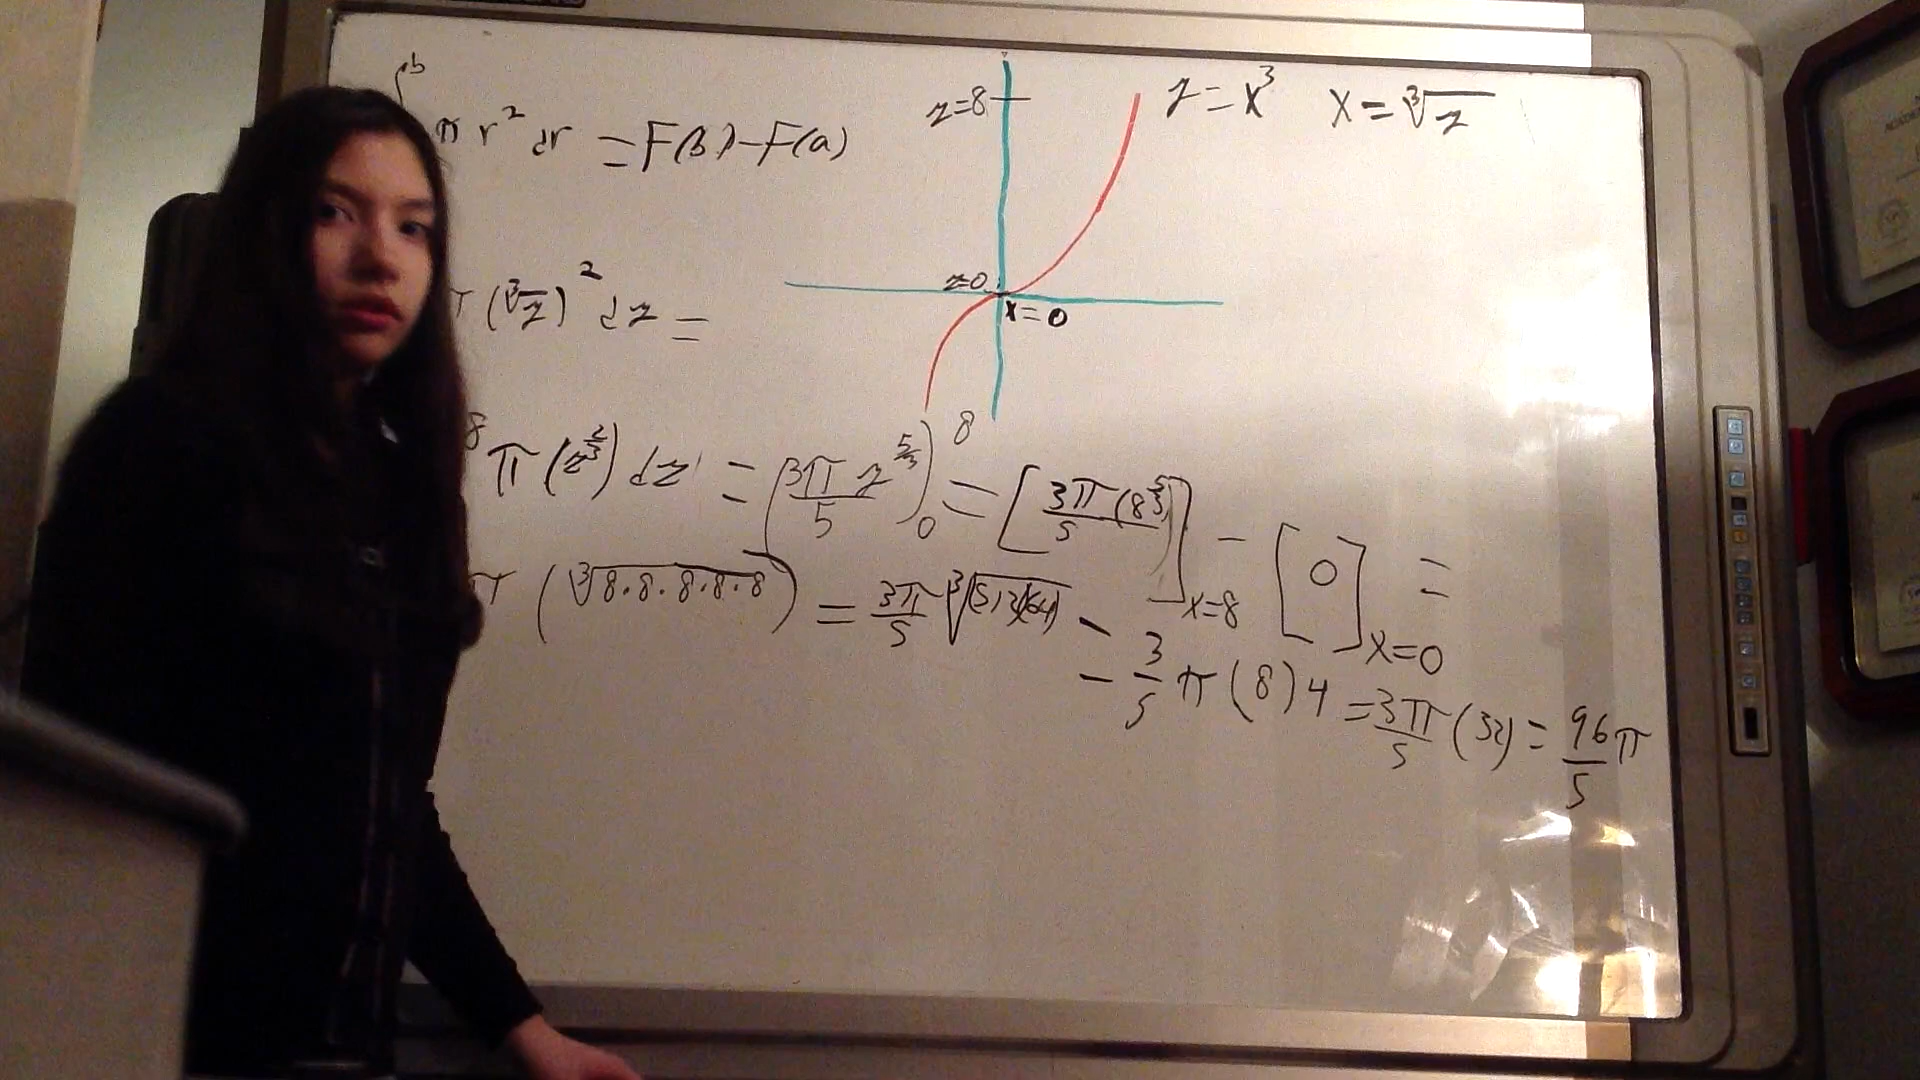 ∫ᵇ π r² dr = F(b) - F(a)
z=8
z = x³ x = ∛z
z=0
x = 0
π (∛z)² dz =
8 π (z^(2/3)) dz = (3π z^(5/3) / 5)₀⁸ = [3π (8^(5/3)) / 5]x=8 - [0]x=0 =
π (∛8·8·8·8·8) = 3π/5 ∛(512)(64)
= 3/5 π (8) 4 = 3π/5 (32) = 96π/5